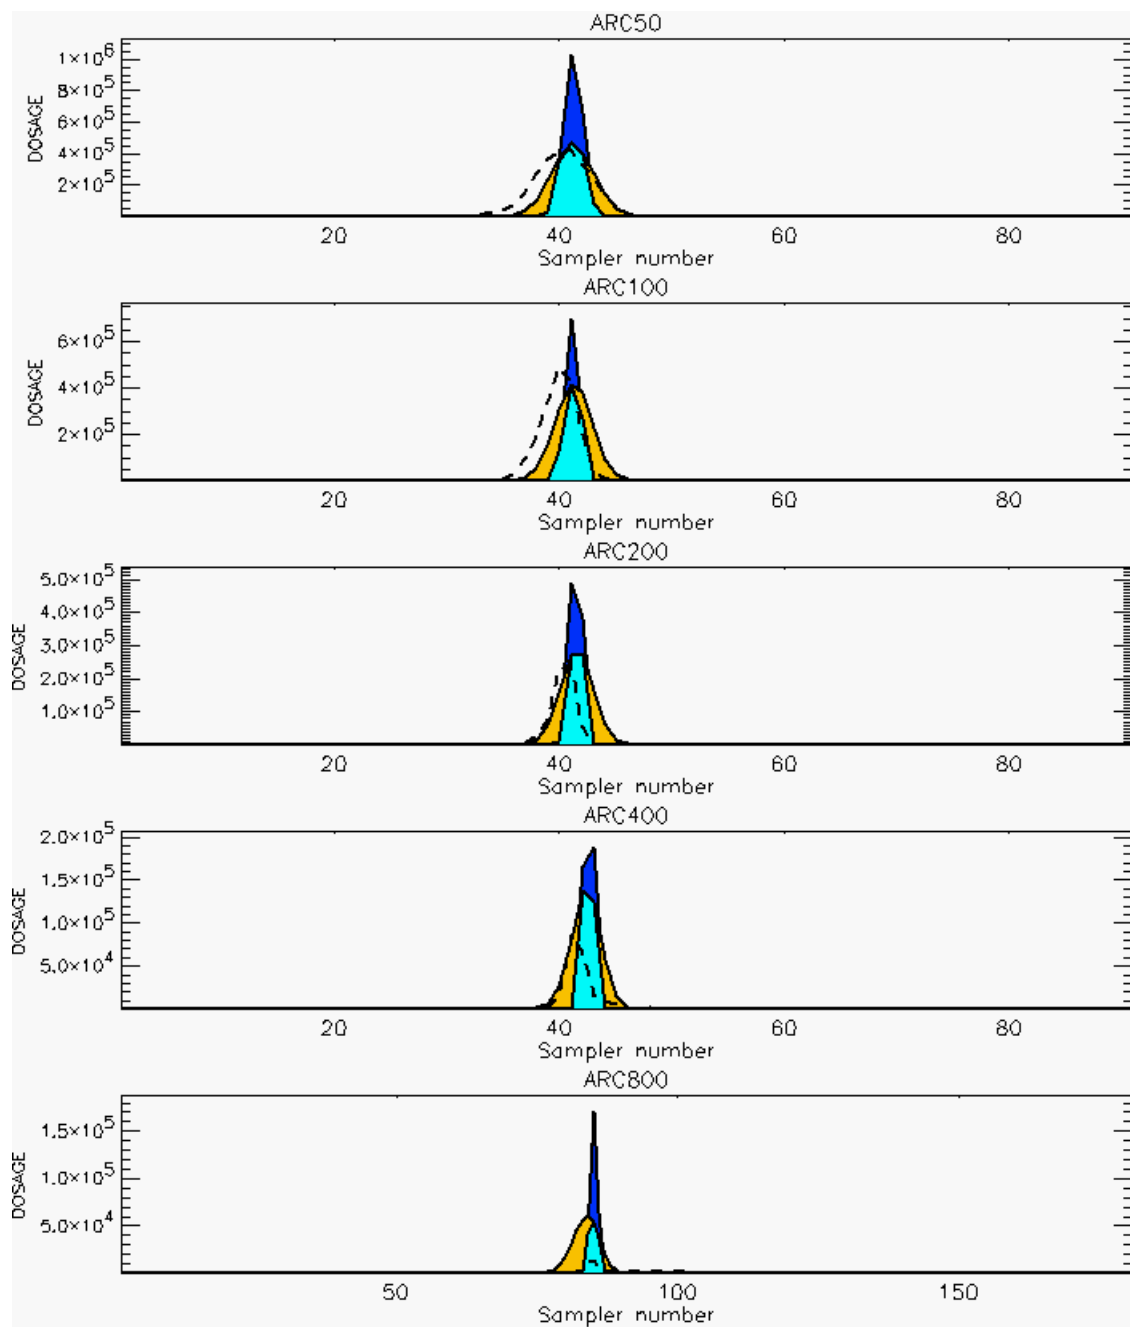 ARC50
1×10⁶
8×10⁵
6×10⁵
4×10⁵
2×10⁵
DOSAGE
20 40 60 80
Sampler number
ARC100
6×10⁵
4×10⁵
2×10⁵
DOSAGE
20 40 60 80
Sampler number
ARC200
5.0×10⁵
4.0×10⁵
3.0×10⁵
2.0×10⁵
1.0×10⁵
DOSAGE
20 40 60 80
Sampler number
ARC400
2.0×10⁵
1.5×10⁵
1.0×10⁵
5.0×10⁴
DOSAGE
20 40 60 80
Sampler number
ARC800
1.5×10⁵
1.0×10⁵
5.0×10⁴
DOSAGE
50 100 150
Sampler number